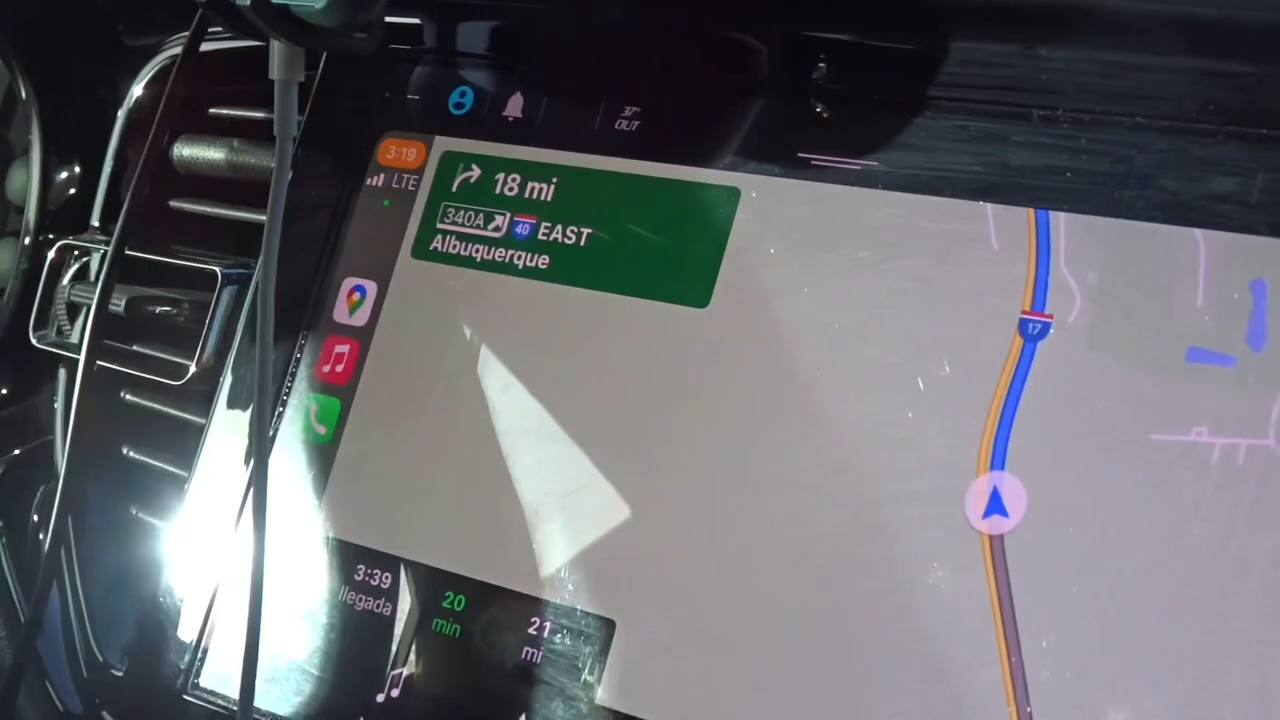 37°
OUT
3:19
LTE
18 mi
340A 40 EAST
Albuquerque
17
3:39
llegada
20
min
21
mi